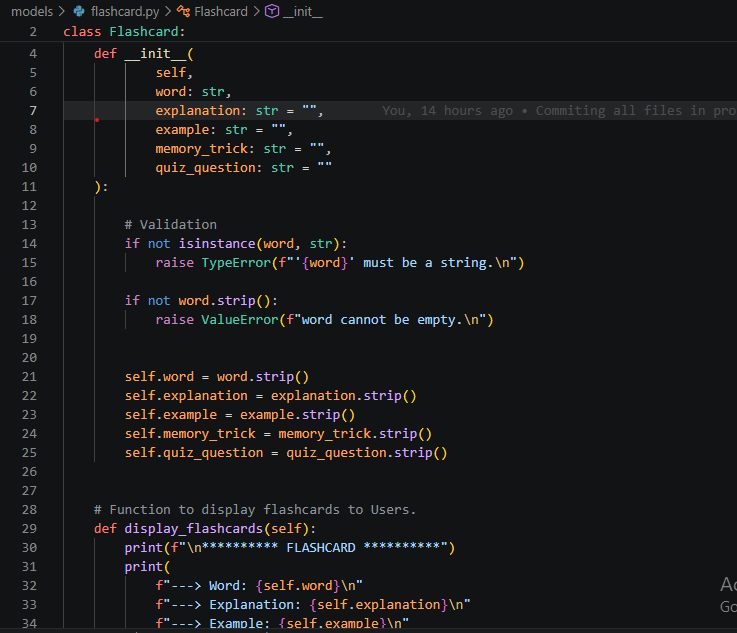 models > flashcard.py > Flashcard > __init__
2 class Flashcard:
4 def __init__(
5 self,
6 word: str,
7 explanation: str = "", You, 14 hours ago • Commiting all files in pro
8 example: str = "",
9 memory_trick: str = "",
10 quiz_question: str = ""
11 ):
12
13 # Validation
14 if not isinstance(word, str):
15 raise TypeError(f"'{word}' must be a string.\n")
16
17 if not word.strip():
18 raise ValueError(f"word cannot be empty.\n")
19
20
21 self.word = word.strip()
22 self.explanation = explanation.strip()
23 self.example = example.strip()
24 self.memory_trick = memory_trick.strip()
25 self.quiz_question = quiz_question.strip()
26
27
28 # Function to display flashcards to Users.
29 def display_flashcards(self):
30 print(f"\n********** FLASHCARD **********")
31 print(
32 f"---> Word: {self.word}\n"
33 f"---> Explanation: {self.explanation}\n"
34 f"---> Example: {self.example}\n"